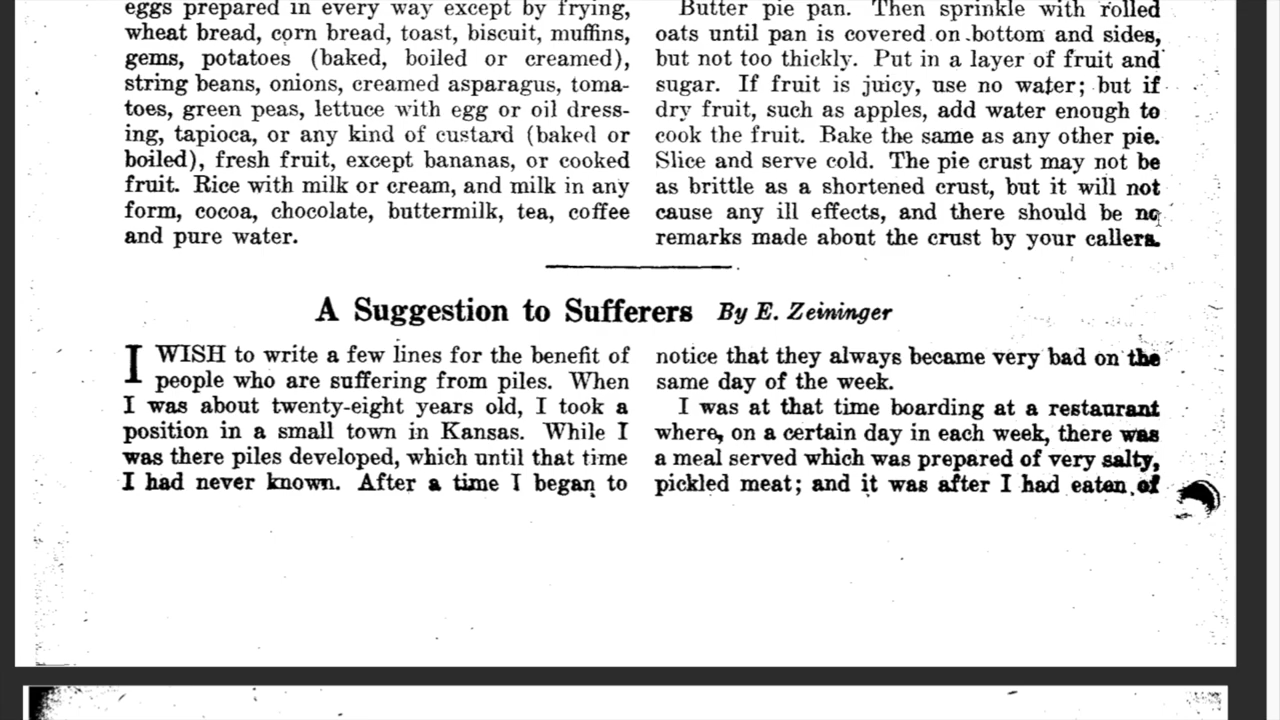 eggs prepared in every way except by frying,
wheat bread, corn bread, toast, biscuit, muffins,
gems, potatoes (baked, boiled or creamed),
string beans, onions, creamed asparagus, toma-
toes, green peas, lettuce with egg or oil dress-
ing, tapioca, or any kind of custard (baked or
boiled), fresh fruit, except bananas, or cooked
fruit. Rice with milk or cream, and milk in any
form, cocoa, chocolate, buttermilk, tea, coffee
and pure water.
Butter pie pan. Then sprinkle with rolled
oats until pan is covered on bottom and sides,
but not too thickly. Put in a layer of fruit and
sugar. If fruit is juicy, use no water; but if
dry fruit, such as apples, add water enough to
cook the fruit. Bake the same as any other pie.
Slice and serve cold. The pie crust may not be
as brittle as a shortened crust, but it will not
cause any ill effects, and there should be no
remarks made about the crust by your callers.
A Suggestion to Sufferers By E. Zeininger
I WISH to write a few lines for the benefit of
people who are suffering from piles. When
I was about twenty-eight years old, I took a
position in a small town in Kansas. While I
was there piles developed, which until that time
I had never known. After a time I began to
notice that they always became very bad on the
same day of the week.
I was at that time boarding at a restaurant
where, on a certain day in each week, there was
a meal served which was prepared of very salty,
pickled meat; and it was after I had eaten of